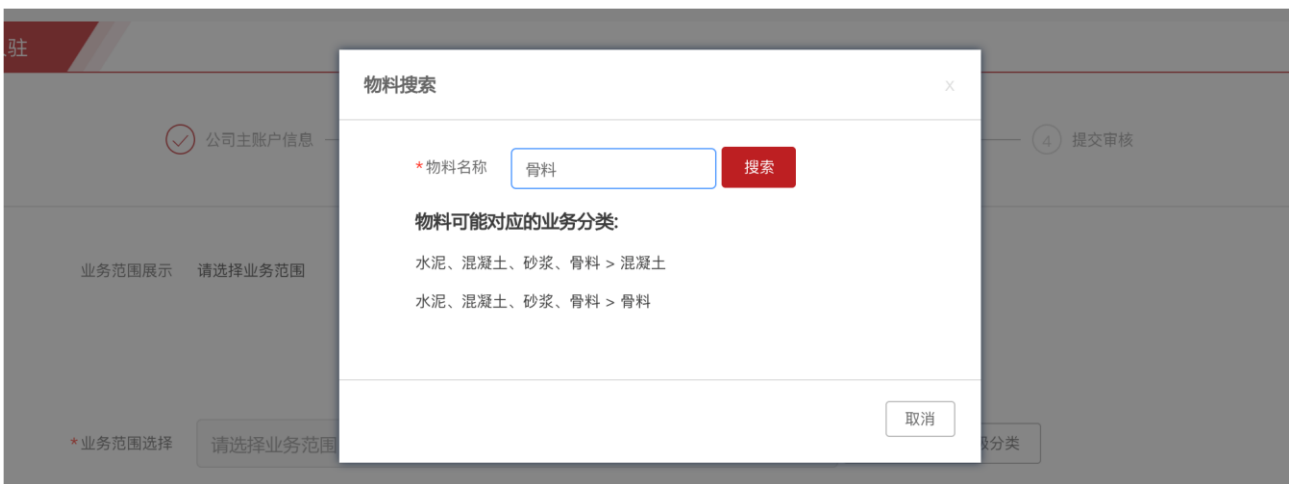 驻
物料搜索
x
公司主账户信息
4 提交审核
*物料名称 骨料 搜索
物料可能对应的业务分类:
水泥、混凝土、砂浆、骨料 > 混凝土
业务范围展示 请选择业务范围
水泥、混凝土、砂浆、骨料 > 骨料
取消
*业务范围选择 请选择业务范围
分类